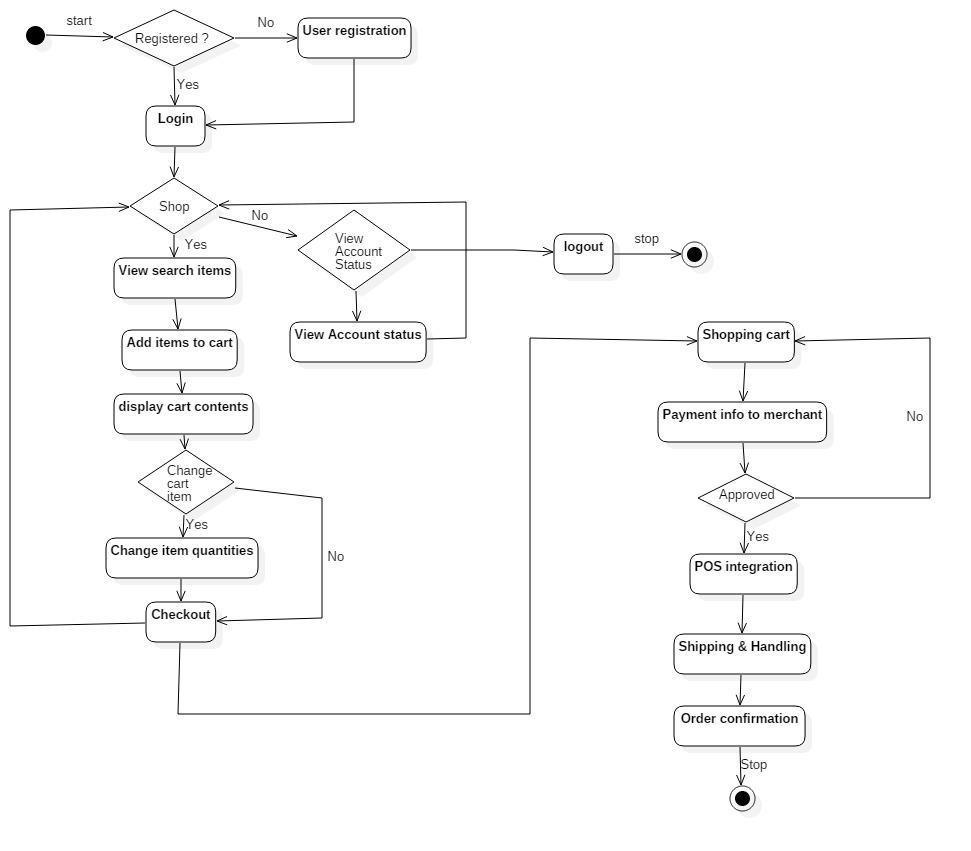 start
Registered ?
No
User registration
Yes
Login
Shop
No
Yes
View
Account
Status
logout
stop
View search items
View Account status
Add items to cart
display cart contents
Change
cart
item
Yes
Change item quantities
No
Checkout
Shopping cart
Payment info to merchant
No
Approved
Yes
POS integration
Shipping & Handling
Order confirmation
Stop